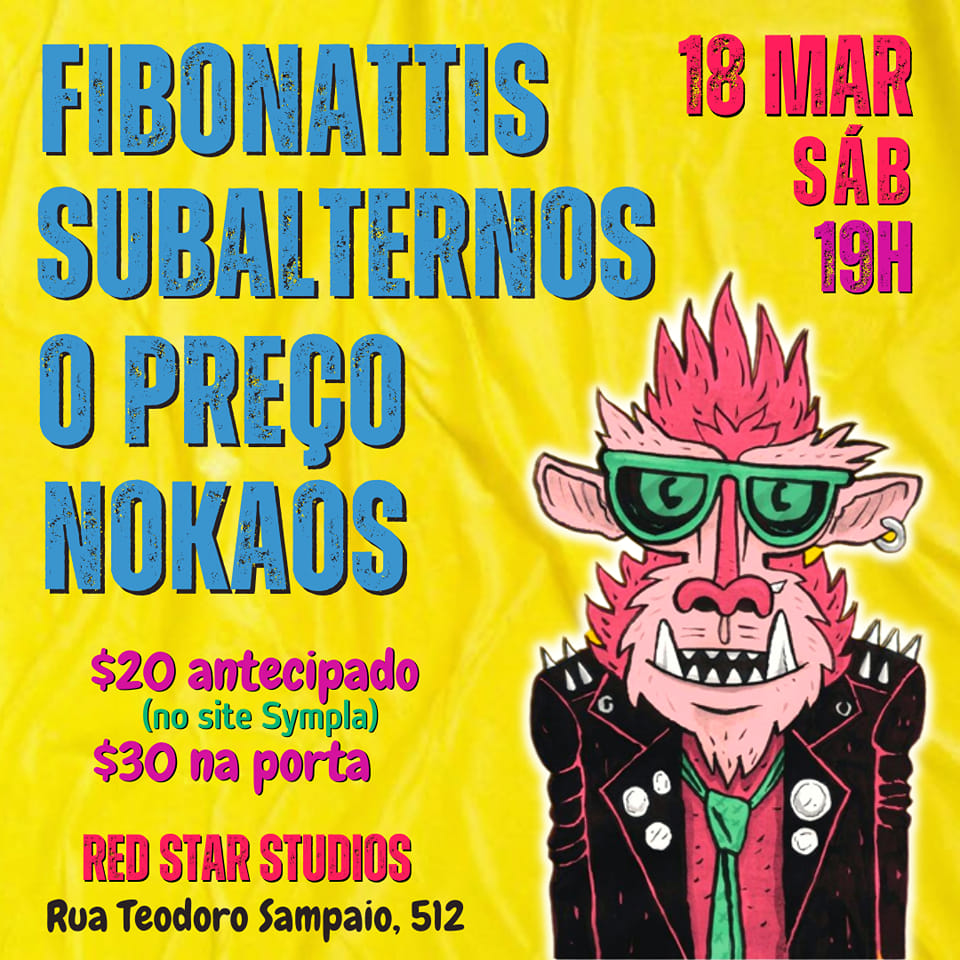 FIBONATTIS
SUBALTERNOS
O PREÇO
NOKAOS
18 MAR
SÁB
19H
$20 antecipado
(no site Sympla)
$30 na porta
RED STAR STUDIOS
Rua Teodoro Sampaio, 512